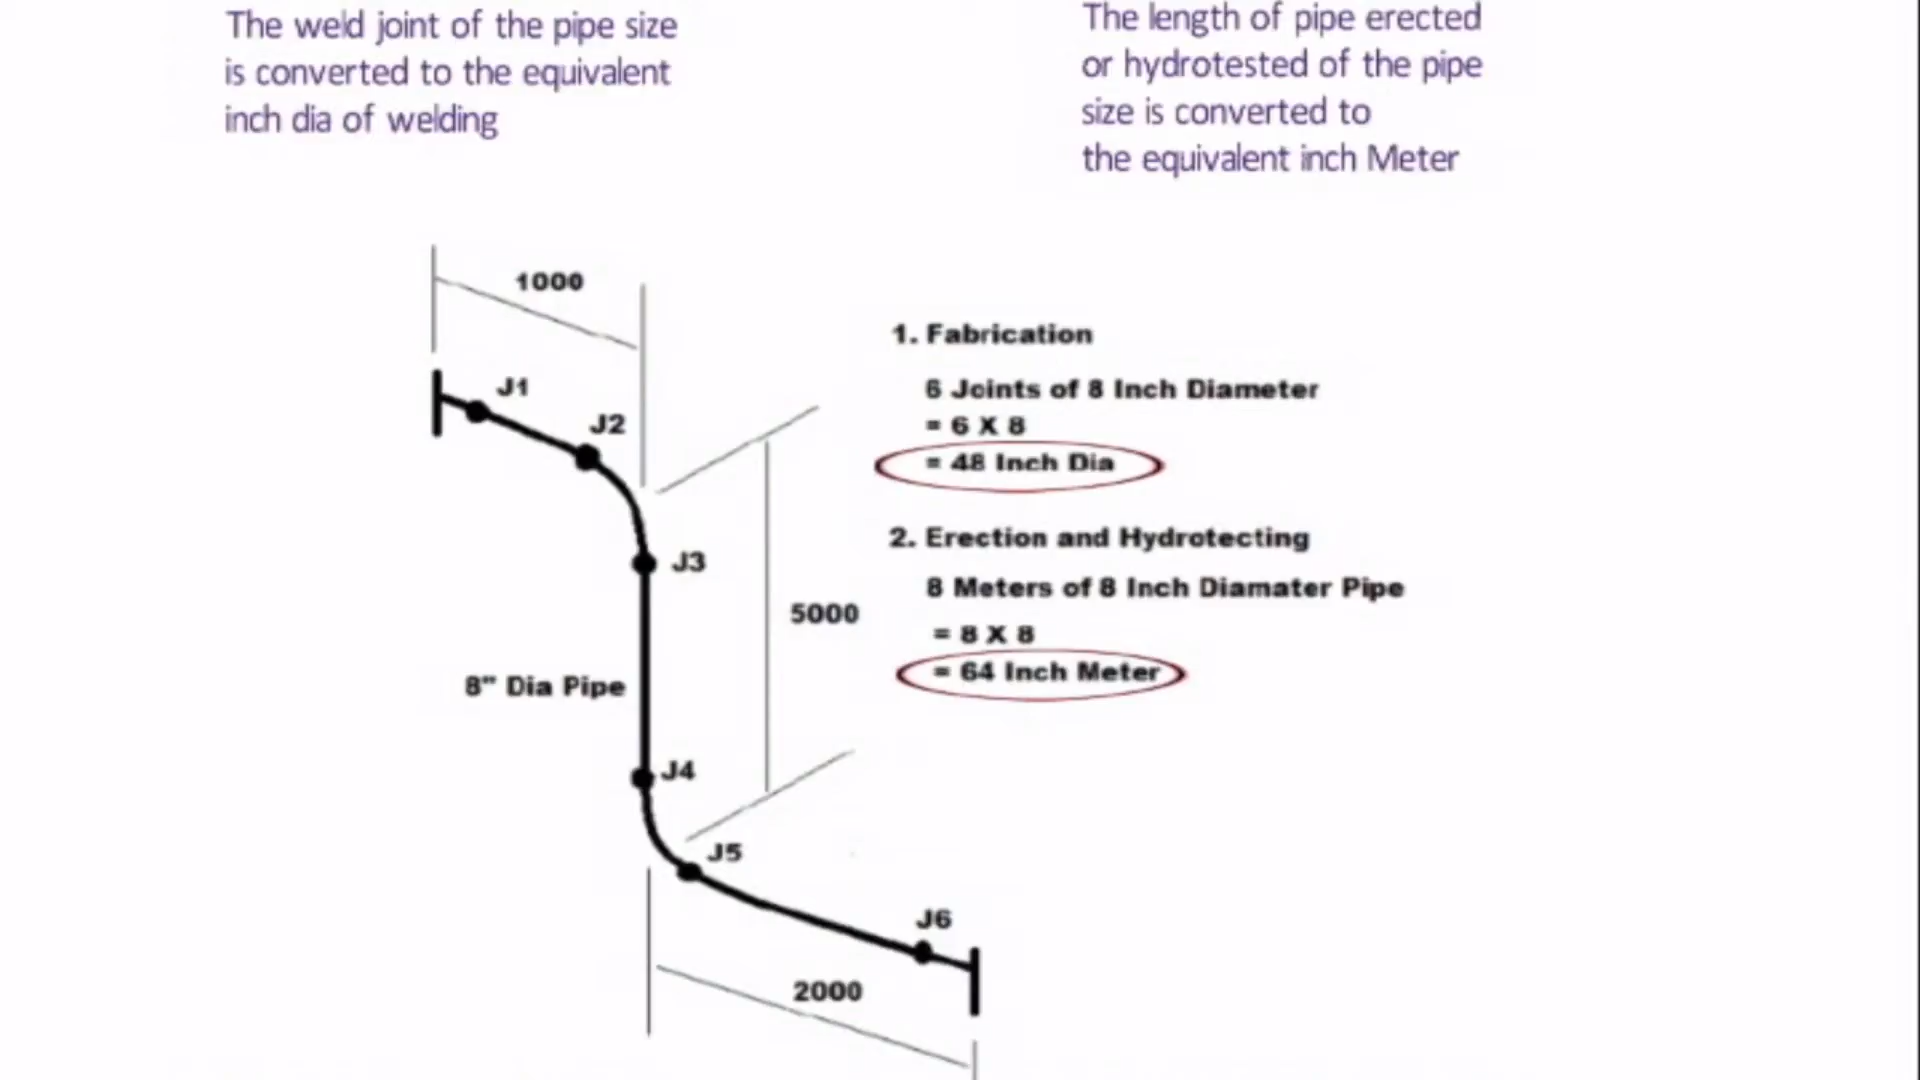 The weld joint of the pipe size
is converted to the equivalent
inch dia of welding
The length of pipe erected
or hydrotested of the pipe
size is converted to
the equivalent inch Meter
1000
J1
J2
J3
5000
8" Dia Pipe
J4
J5
J6
2000
1. Fabrication
6 Joints of 8 Inch Diameter
= 6 X 8
= 48 Inch Dia
2. Erection and Hydrotecting
8 Meters of 8 Inch Diamater Pipe
= 8 X 8
= 64 Inch Meter